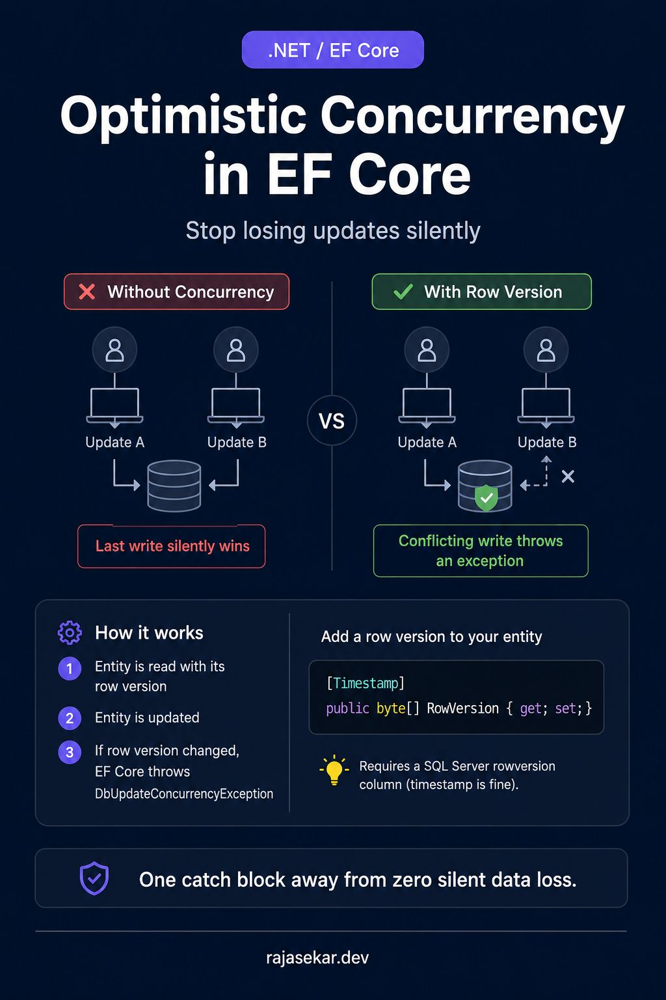 .NET / EF Core
Optimistic Concurrency
in EF Core
Stop losing updates silently
Without Concurrency
Update A
Update B
Last write silently wins
VS
With Row Version
Update A
Update B
Conflicting write throws
an exception
How it works
1
Entity is read with its
row version
2
Entity is updated
3
If row version changed,
EF Core throws
DbUpdateConcurrencyException
Add a row version to your entity
[Timestamp]
public byte[] RowVersion { get; set; }
Requires a SQL Server rowversion
column (timestamp is fine).
One catch block away from zero silent data loss.
rajasekar.dev